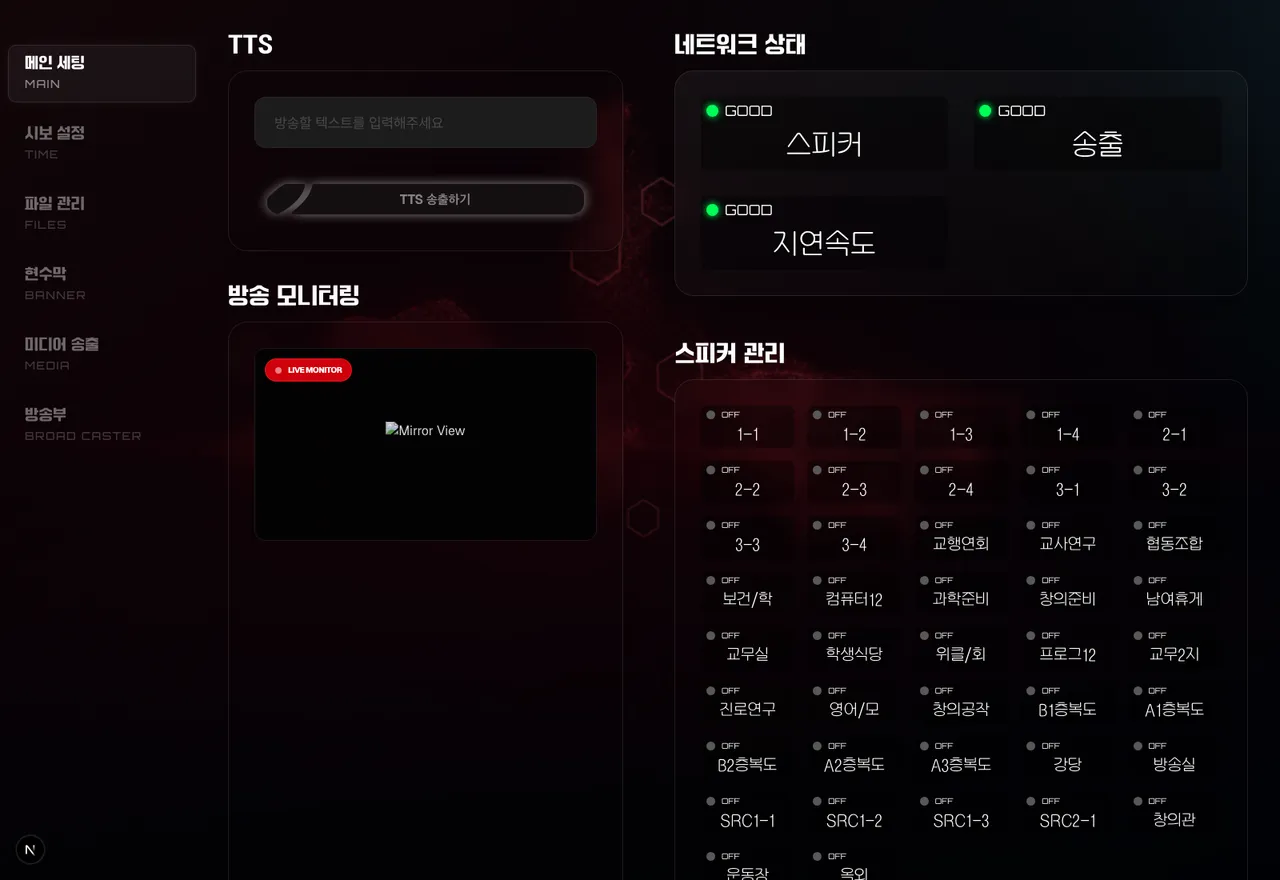 메인 세팅
MAIN
시보 설정
TIME
파일 관리
FILES
현수막
BANNER
미디어 송출
MEDIA
방송부
BROAD CASTER
N
TTS
방송할 텍스트를 입력해주세요
TTS 송출하기
방송 모니터링
LIVE MONITOR
Mirror View
네트워크 상태
GOOD
스피커
GOOD
송출
GOOD
지연속도
스피커 관리
OFF OFF OFF OFF OFF
1-1 1-2 1-3 1-4 2-1
OFF OFF OFF OFF OFF
2-2 2-3 2-4 3-1 3-2
OFF OFF OFF OFF OFF
3-3 3-4 교행연회 교사연구 협동조합
OFF OFF OFF OFF OFF
보건/학 컴퓨터12 과학준비 창의준비 남여휴게
OFF OFF OFF OFF OFF
교무실 학생식당 위클/회 프로그12 교무2지
OFF OFF OFF OFF OFF
진로연구 영어/모 창의공작 B1층복도 A1층복도
OFF OFF OFF OFF OFF
B2층복도 A2층복도 A3층복도 강당 방송실
OFF OFF OFF OFF OFF
SRC1-1 SRC1-2 SRC1-3 SRC2-1 창의관
OFF OFF
운동장 옥외